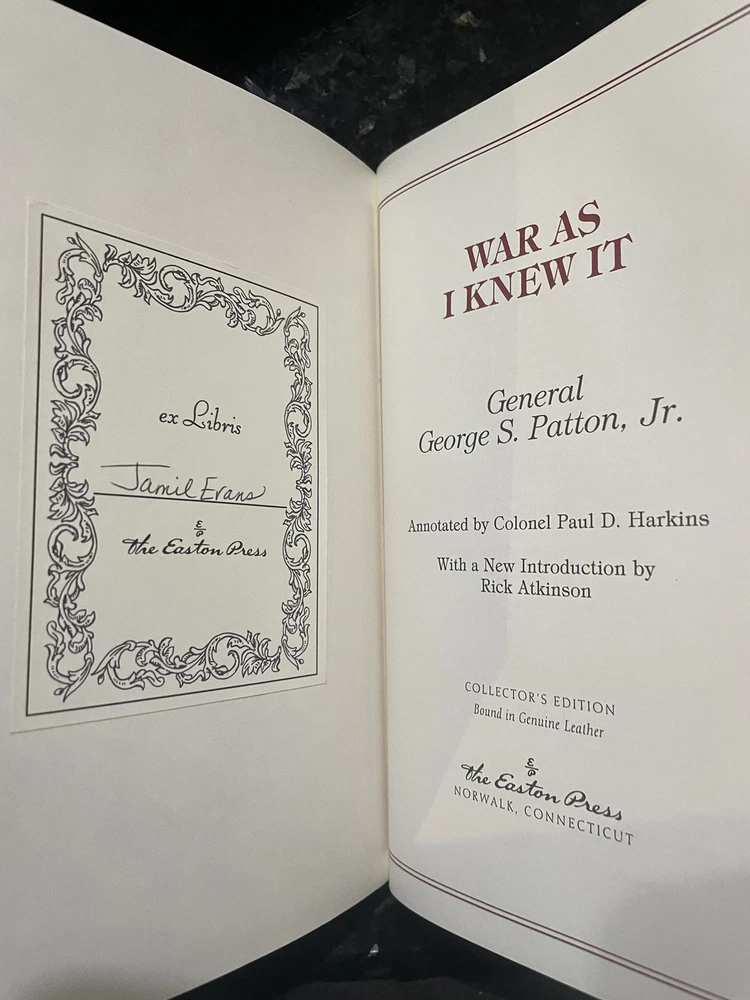 ex Libris
Jamil Evans
E
P
the Easton Press
WAR AS
I KNEW IT
General
George S. Patton, Jr.
Annotated by Colonel Paul D. Harkins
With a New Introduction by
Rick Atkinson
COLLECTOR'S EDITION
Bound in Genuine Leather
E
P
the Easton Press
NORWALK, CONNECTICUT